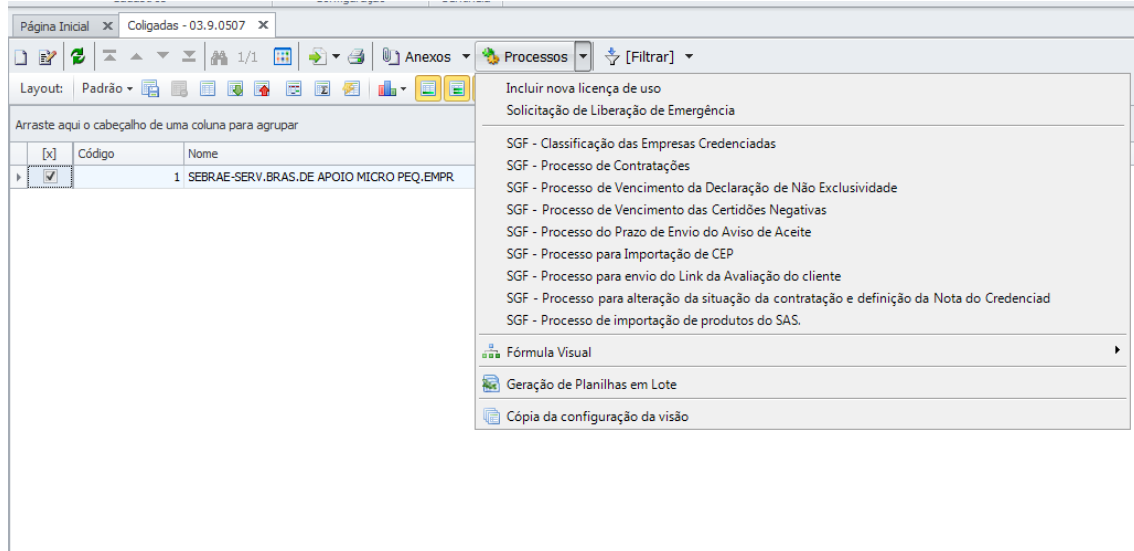 Página Inicial
Coligadas - 03.9.0507
1/1
Anexos
Processos
[Filtrar]
Layout: Padrão
Arraste aqui o cabeçalho de uma coluna para agrupar
[x] Código Nome
1 SEBRAE-SERV.BRAS.DE APOIO MICRO PEQ.EMPR
Incluir nova licença de uso
Solicitação de Liberação de Emergência
SGF - Classificação das Empresas Credenciadas
SGF - Processo de Contratações
SGF - Processo de Vencimento da Declaração de Não Exclusividade
SGF - Processo de Vencimento das Certidões Negativas
SGF - Processo do Prazo de Envio do Aviso de Aceite
SGF - Processo para Importação de CEP
SGF - Processo para envio do Link da Avaliação do cliente
SGF - Processo para alteração da situação da contratação e definição da Nota do Credenciad
SGF - Processo de importação de produtos do SAS.
Fórmula Visual
Geração de Planilhas em Lote
Cópia da configuração da visão